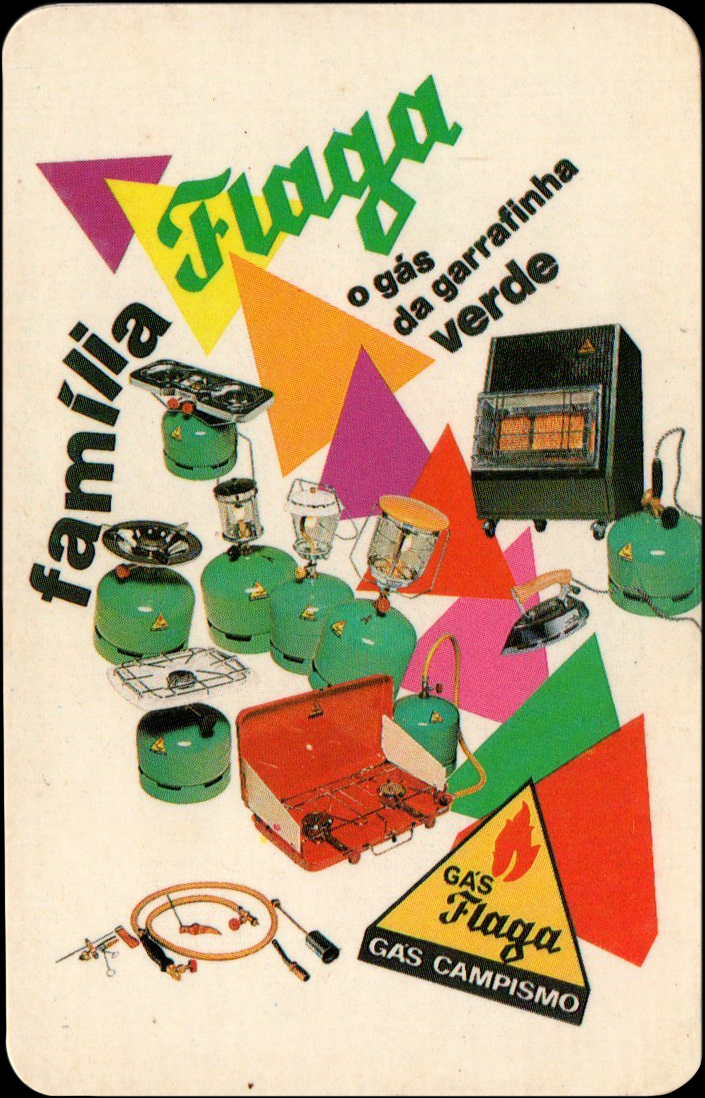 família
Flaga
o gás
da garrafinha
verde
GÁS
Flaga
GÁS CAMPISMO